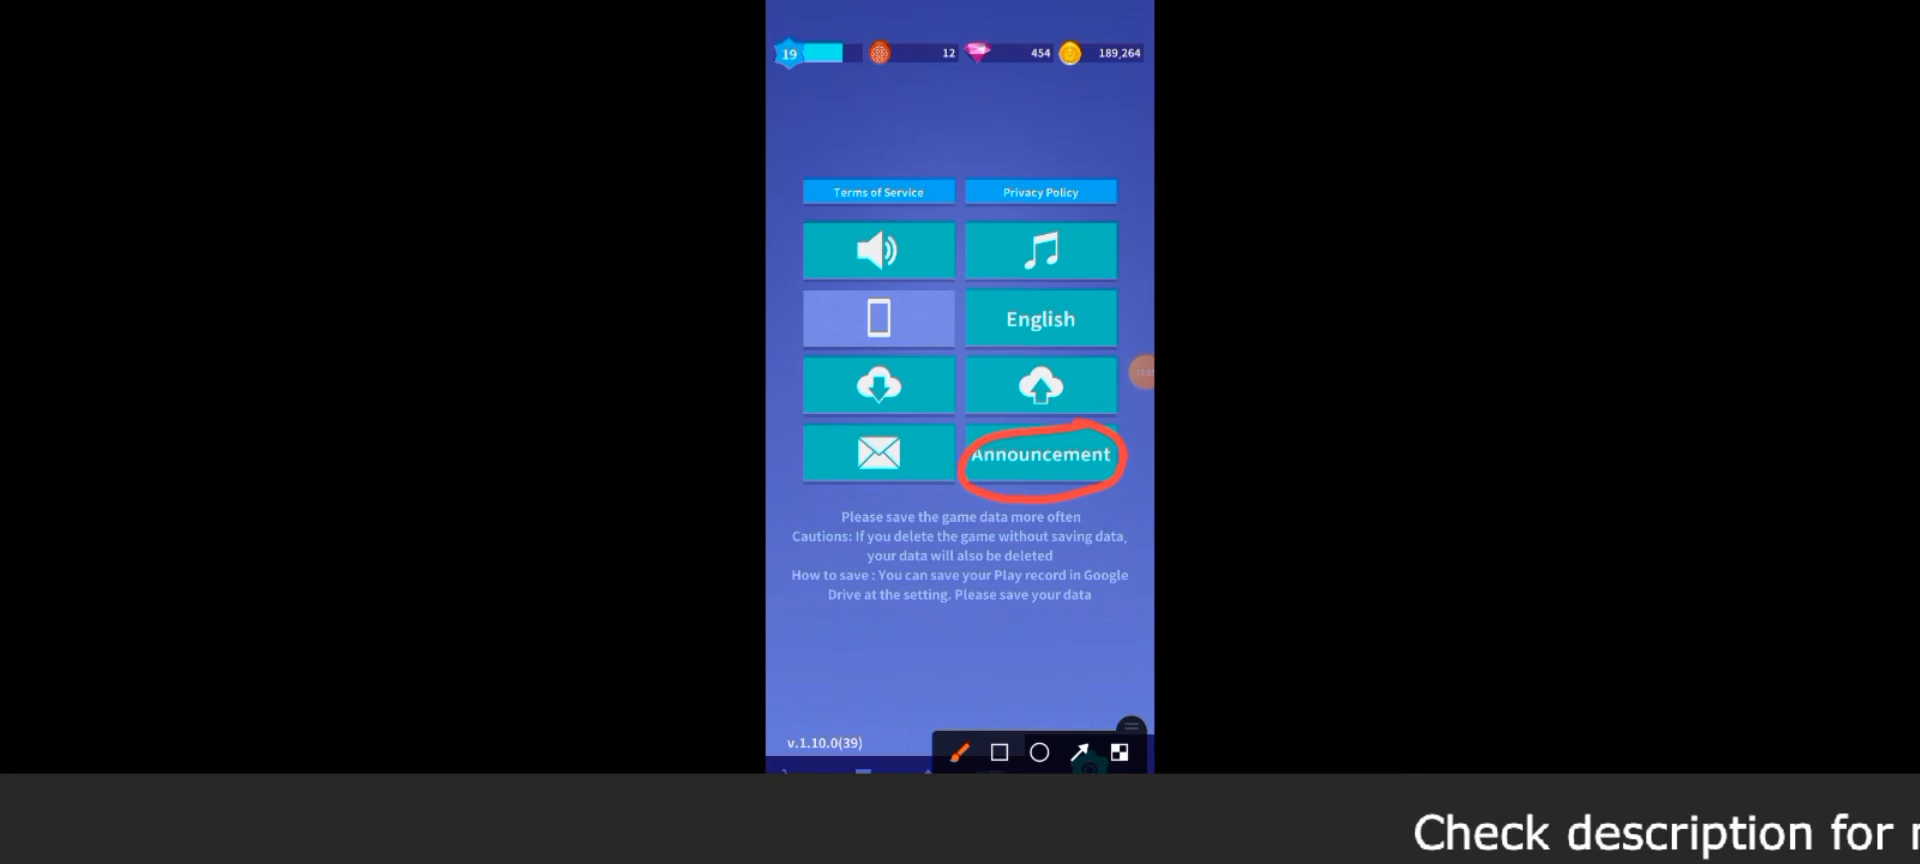 19 12 454 189,264
Terms of Service Privacy Policy
English
Announcement
Please save the game data more often
Cautions: If you delete the game without saving data,
your data will also be deleted
How to save : You can save your Play record in Google
Drive at the setting. Please save your data
v.1.10.0(39)
Check description for